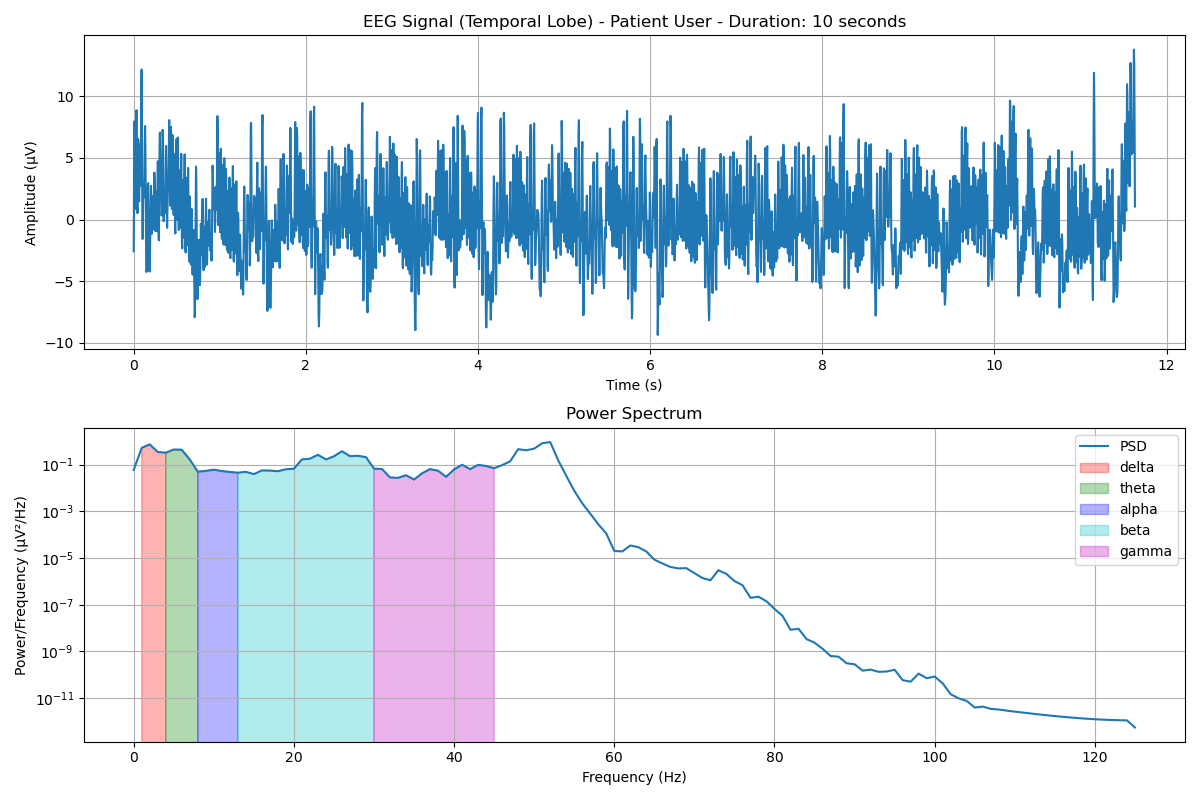 EEG Signal (Temporal Lobe) - Patient User - Duration: 10 seconds
Amplitude (µV)
10
5
0
−5
−10
0 2 4 6 8 10 12
Time (s)
Power Spectrum
Power/Frequency (µV²/Hz)
10⁻¹
10⁻³
10⁻⁵
10⁻⁷
10⁻⁹
10⁻¹¹
PSD
delta
theta
alpha
beta
gamma
0 20 40 60 80 100 120
Frequency (Hz)